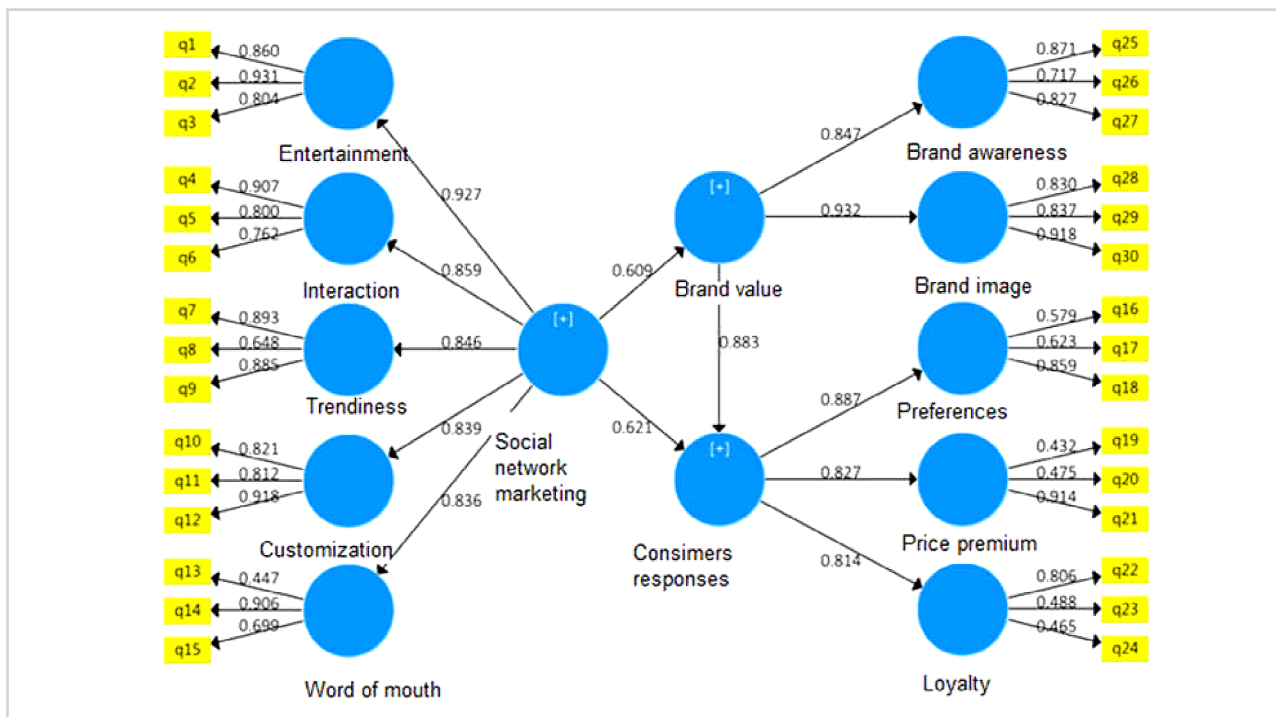 q1
0.860
q2
0.931
q3
0.804
Entertainment
q4
0.907
q5
0.800
q6
0.762
Interaction
q7
0.893
q8
0.648
q9
0.885
Trendiness
q10
0.821
q11
0.812
q12
0.918
Customization
q13
0.447
q14
0.906
q15
0.699
Word of mouth
0.927
0.859
0.846
0.839
0.836
[+]
Social
network
marketing
0.609
0.621
[+]
Brand value
0.883
[+]
Consimers
responses
0.847
0.932
0.887
0.827
0.814
q25
0.871
q26
0.717
q27
0.827
Brand awareness
q28
0.830
q29
0.837
q30
0.918
Brand image
q16
0.579
q17
0.623
q18
0.859
Preferences
q19
0.432
q20
0.475
q21
0.914
Price premium
q22
0.806
q23
0.488
q24
0.465
Loyalty